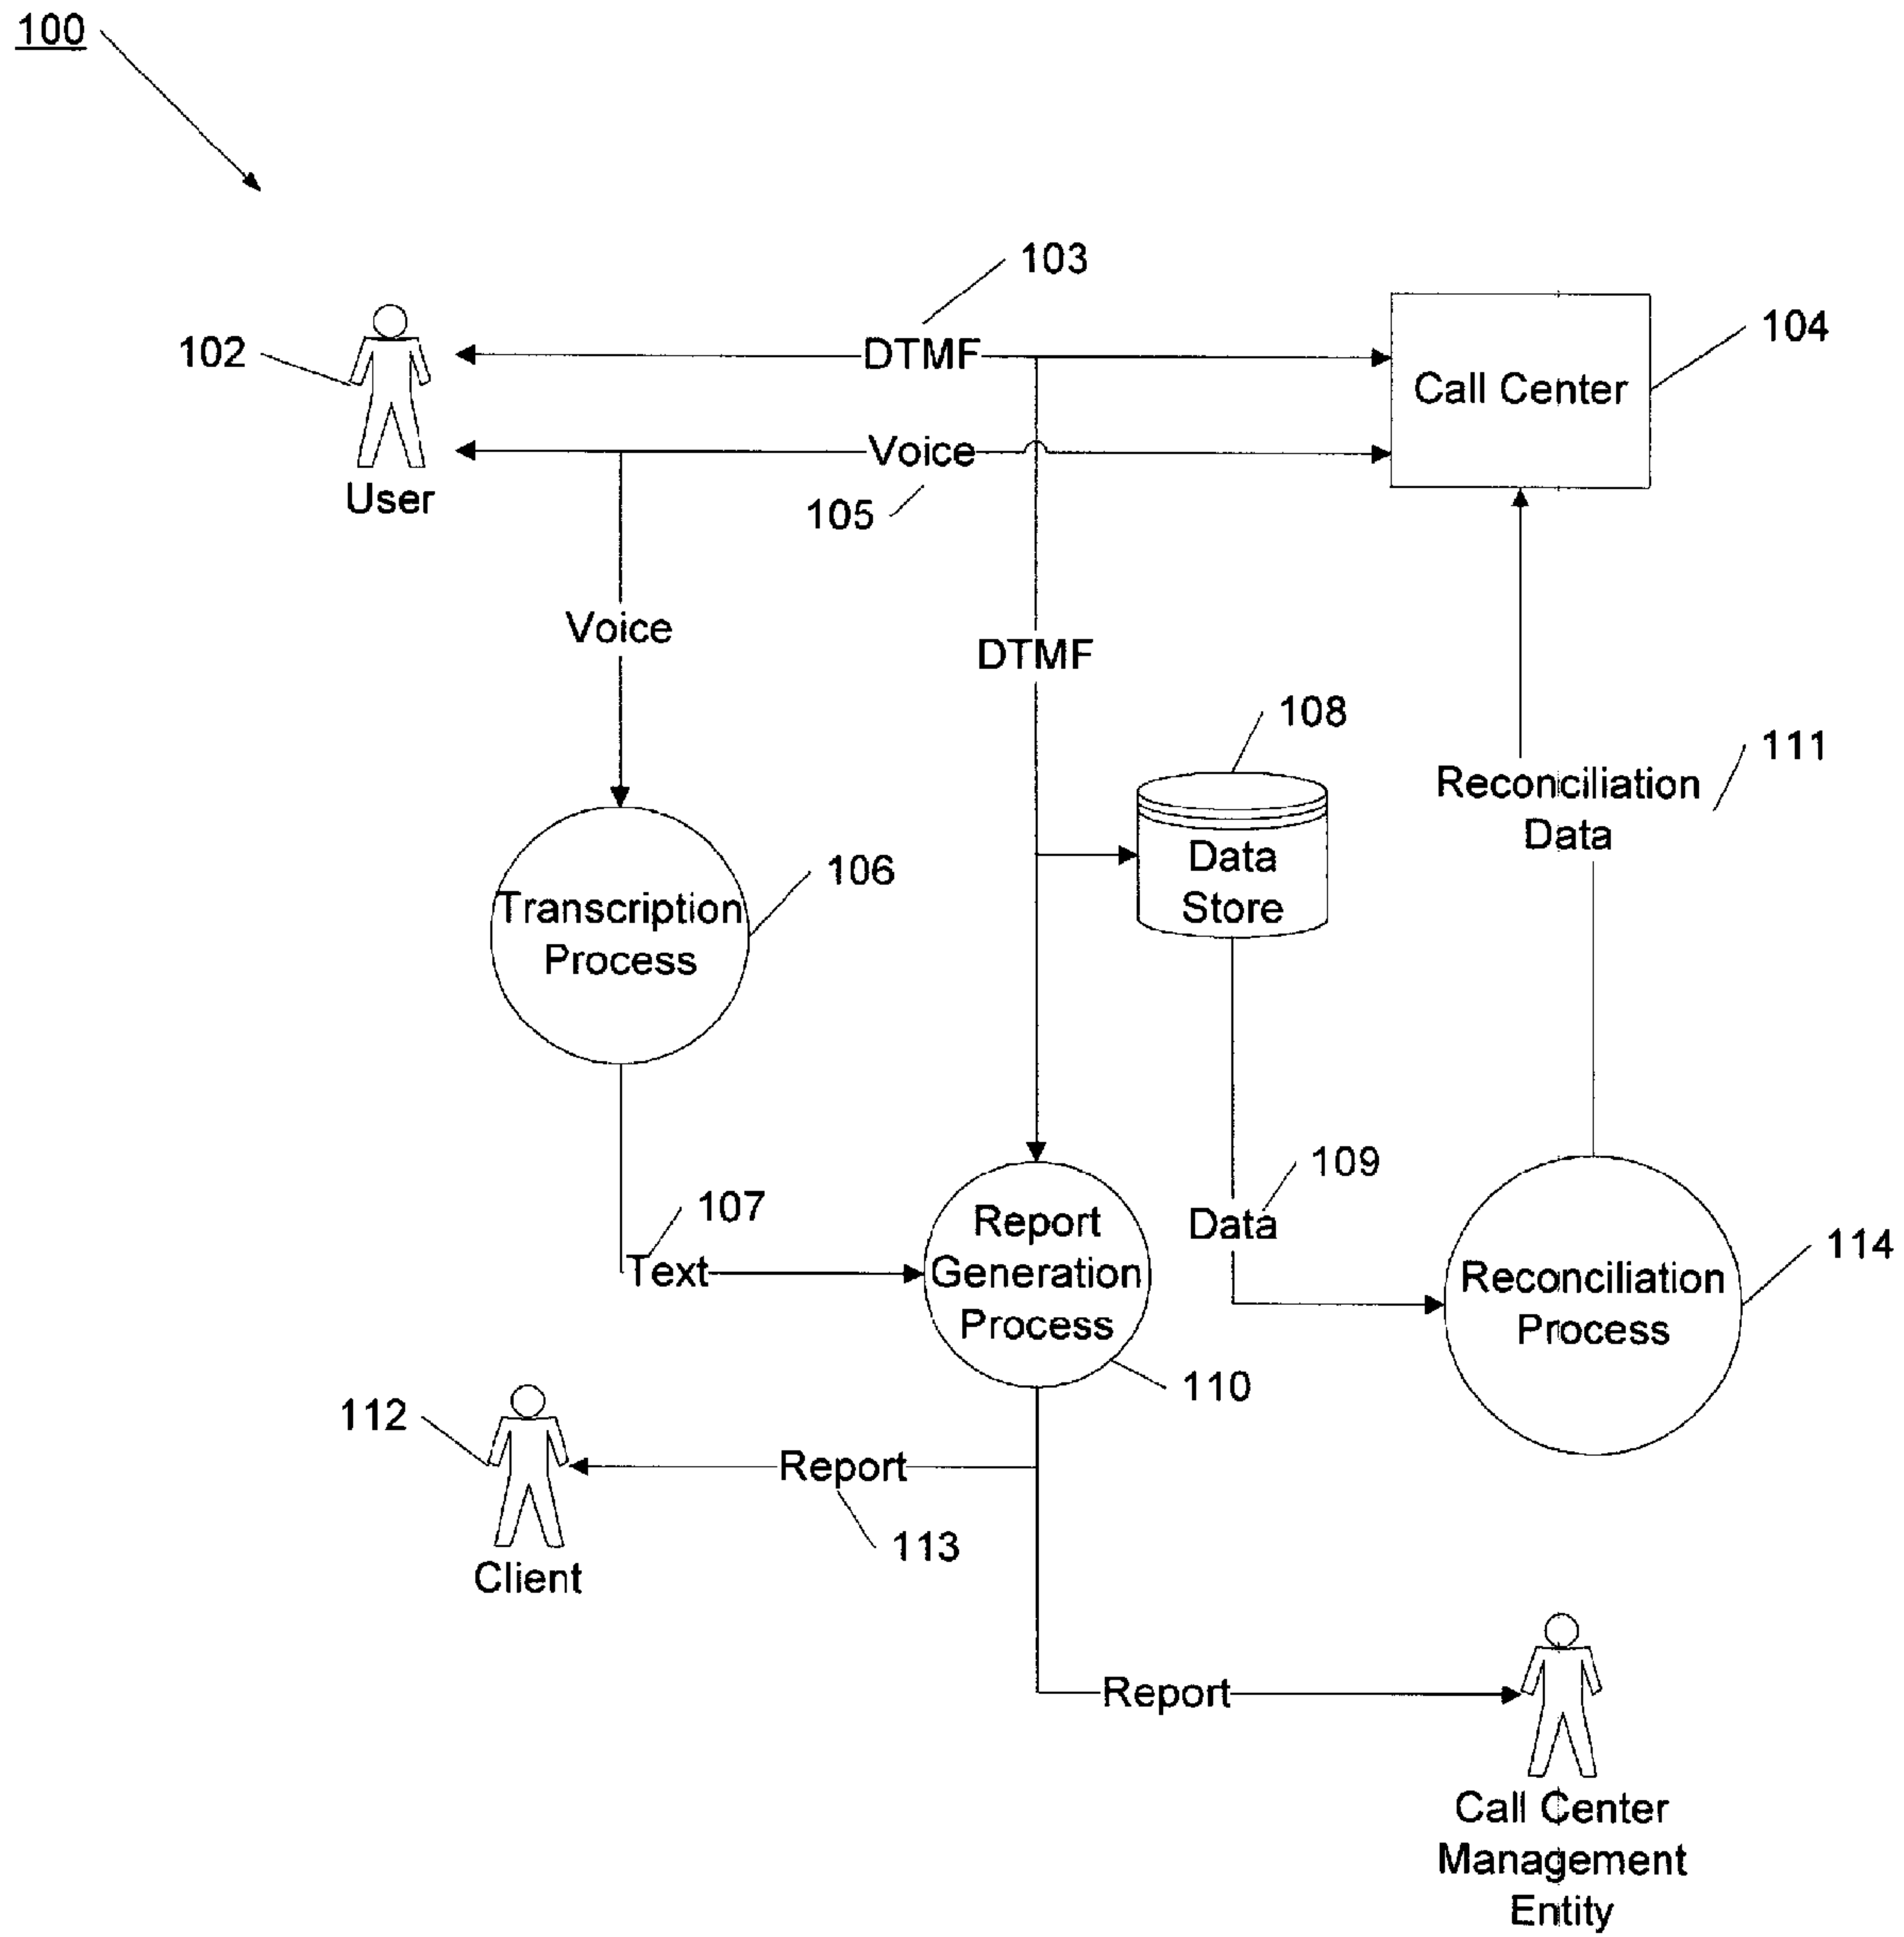 100
103
102
DTMF
Call Center
104
Voice
105
User
Voice
DTMF
108
111
Reconciliation
Data
Data
Store
106
Transcription
Process
107
Text
Report
Generation
Process
110
109
Data
Reconciliation
Process
114
112
Report
113
Client
Report
Call Center
Management
Entity